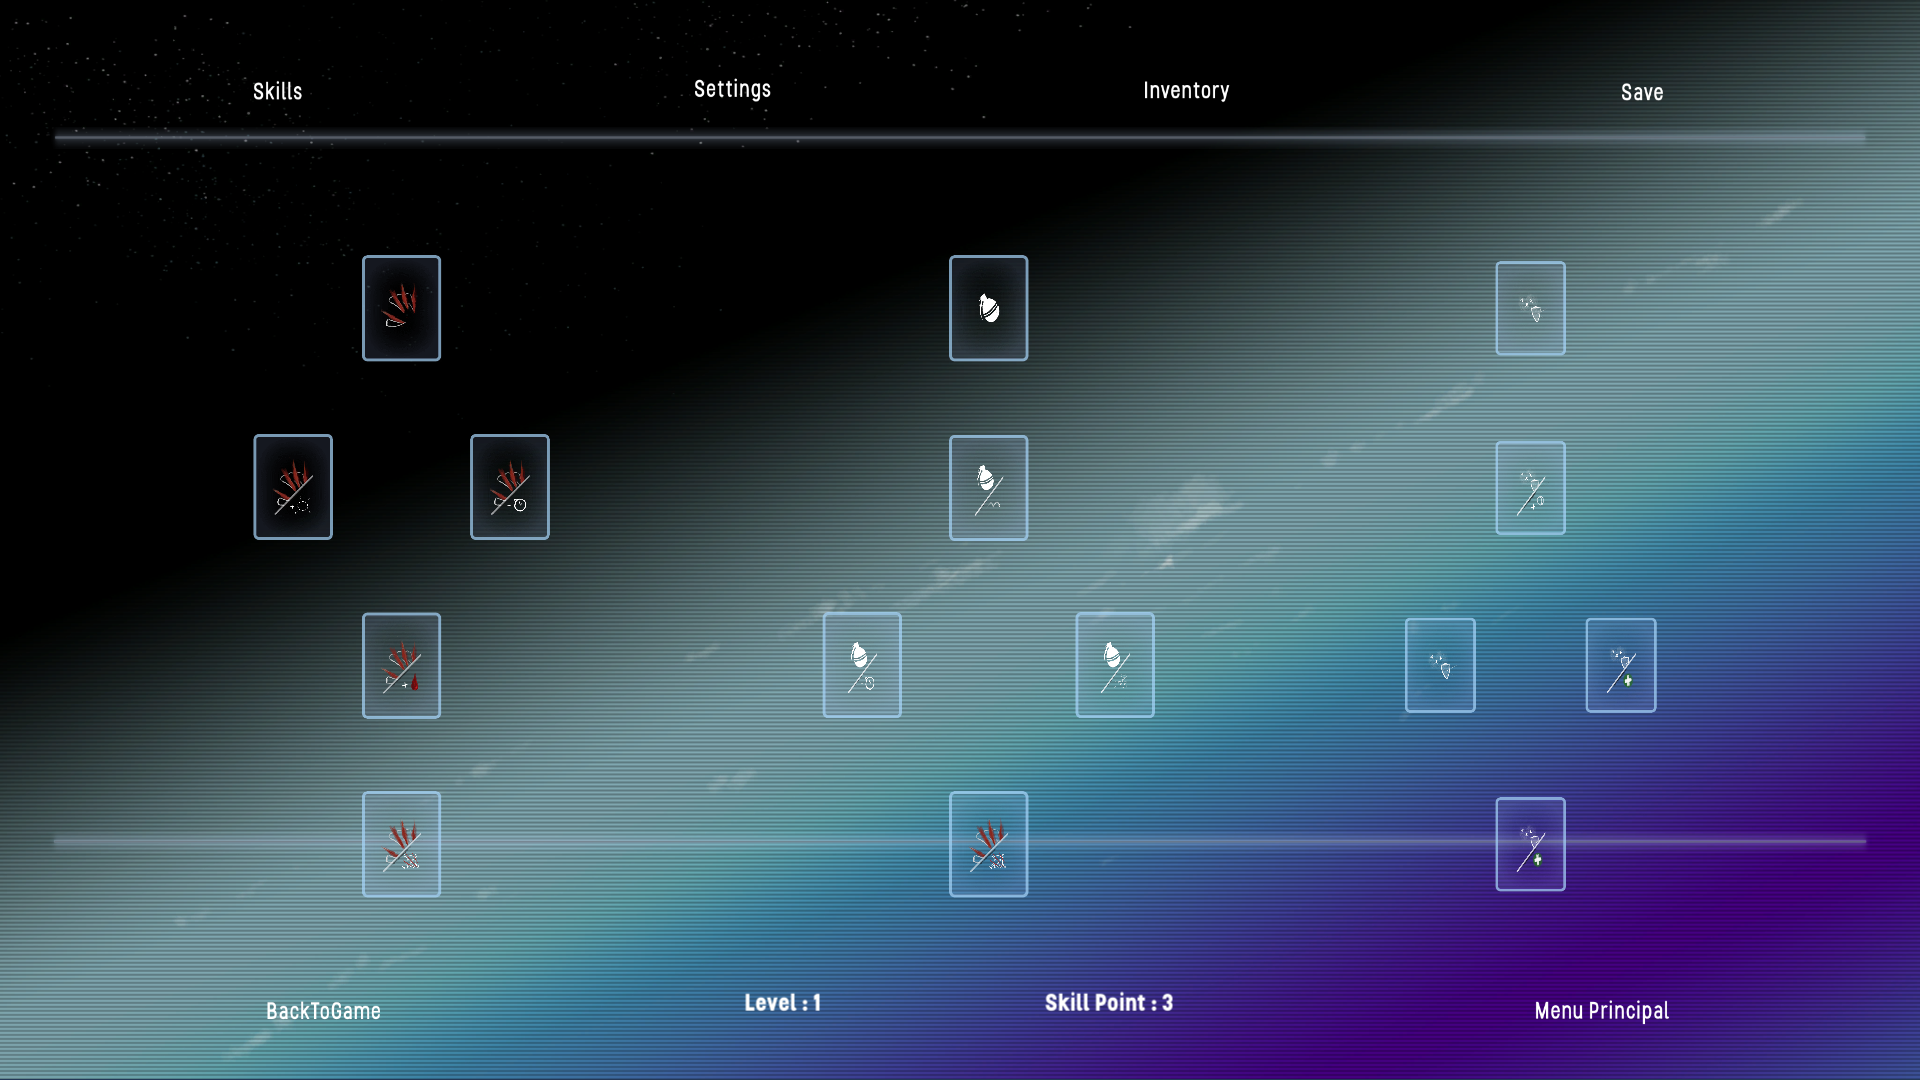 Skills
Settings
Inventory
Save
BackToGame
Level : 1
Skill Point : 3
Menu Principal